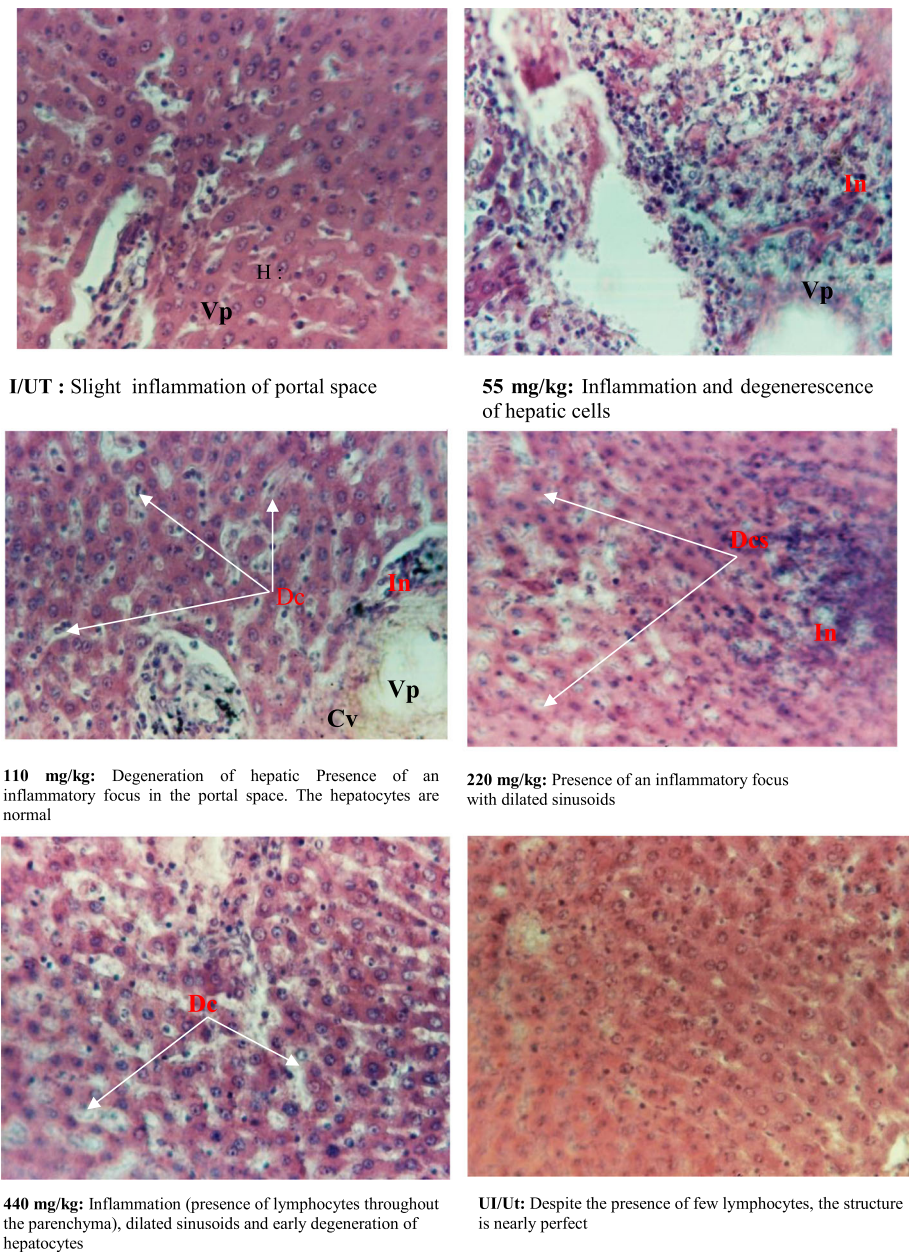 H :
Vp
In
Vp
I/UT : Slight inflammation of portal space
55 mg/kg: Inflammation and degenerescence
of hepatic cells
Dc
In
Vp
Cv
Dcs
In
110 mg/kg: Degeneration of hepatic Presence of an
inflammatory focus in the portal space. The hepatocytes are
normal
220 mg/kg: Presence of an inflammatory focus
with dilated sinusoids
Dc
440 mg/kg: Inflammation (presence of lymphocytes throughout
the parenchyma), dilated sinusoids and early degeneration of
hepatocytes
UI/Ut: Despite the presence of few lymphocytes, the structure
is nearly perfect